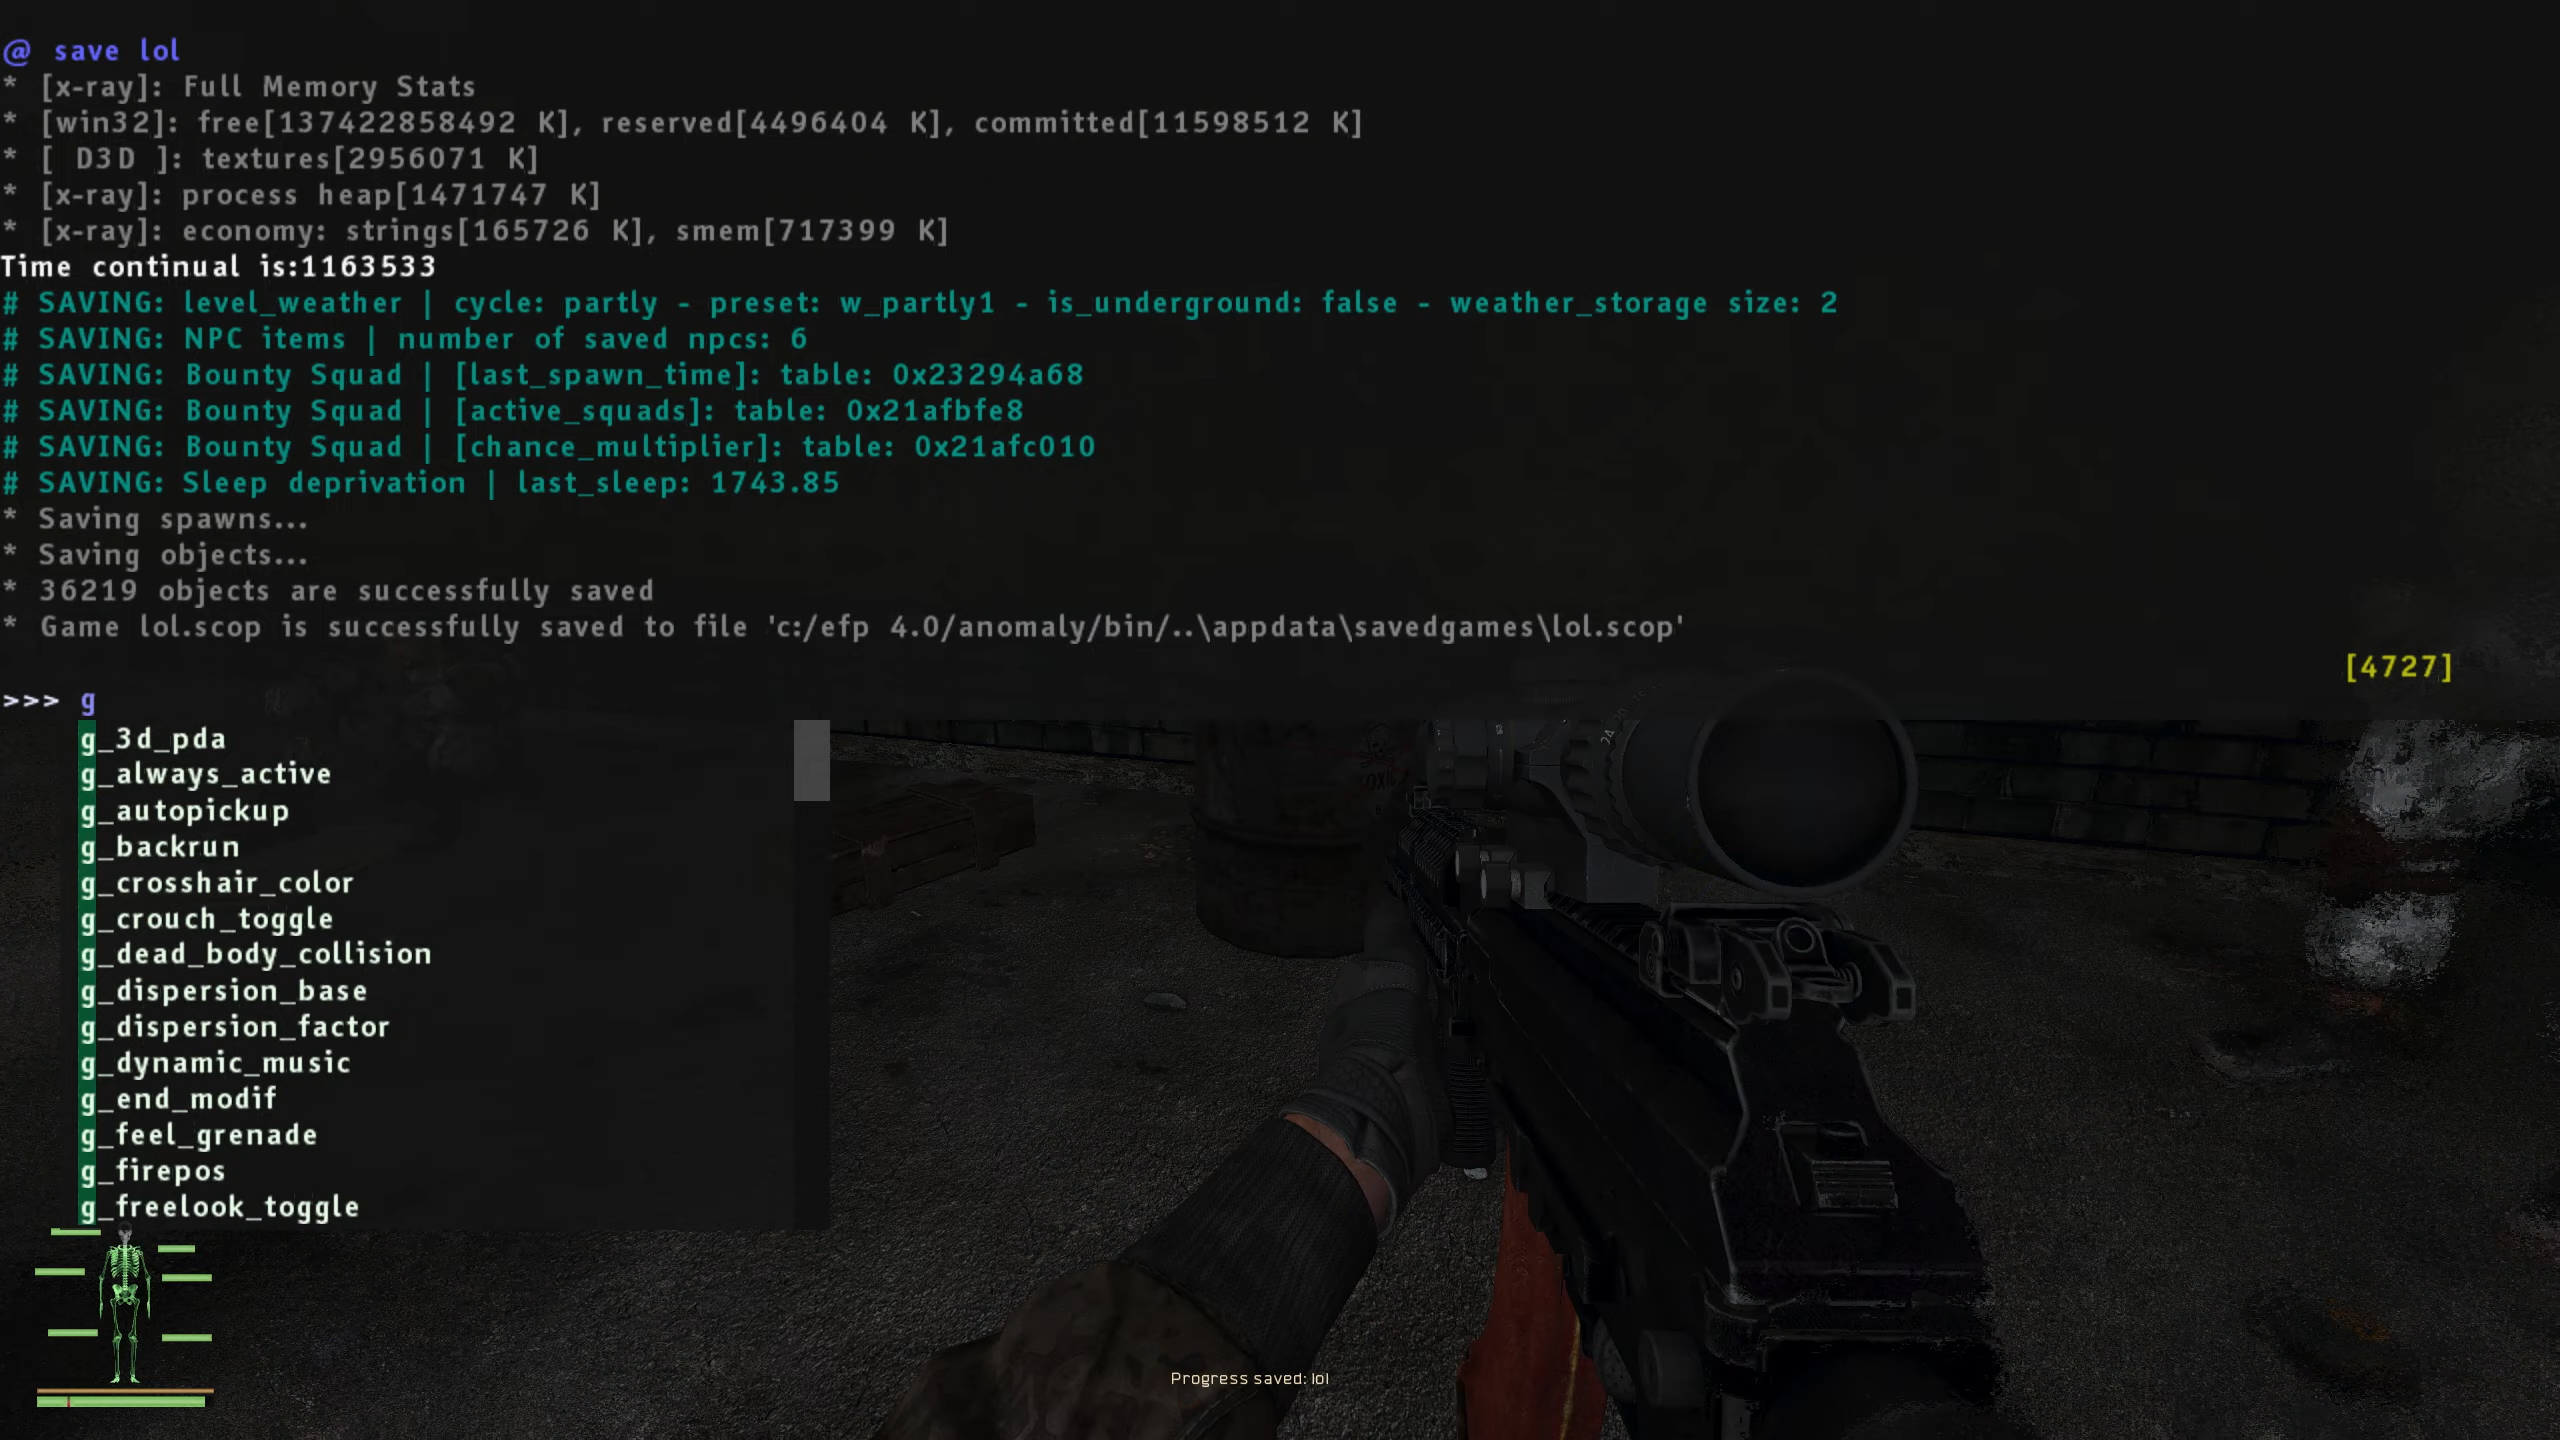 @ save lol
* [x-ray]: Full Memory Stats
* [win32]: free[137422858492 K], reserved[4496404 K], committed[11598512 K]
* [ D3D ]: textures[2956071 K]
* [x-ray]: process heap[1471747 K]
* [x-ray]: economy: strings[165726 K], smem[717399 K]
Time continual is:1163533
# SAVING: level_weather | cycle: partly - preset: w_partly1 - is_underground: false - weather_storage size: 2
# SAVING: NPC items | number of saved npcs: 6
# SAVING: Bounty Squad | [last_spawn_time]: table: 0x23294a68
# SAVING: Bounty Squad | [active_squads]: table: 0x21afbfe8
# SAVING: Bounty Squad | [chance_multiplier]: table: 0x21afc010
# SAVING: Sleep deprivation | last_sleep: 1743.85
* Saving spawns...
* Saving objects...
* 36219 objects are successfully saved
* Game lol.scop is successfully saved to file 'c:/efp 4.0/anomaly/bin/..\appdata\savedgames\lol.scop'
[4727]
>>> g
g_3d_pda
g_always_active
g_autopickup
g_backrun
g_crosshair_color
g_crouch_toggle
g_dead_body_collision
g_dispersion_base
g_dispersion_factor
g_dynamic_music
g_end_modif
g_feel_grenade
g_firepos
g_freelook_toggle
Progress saved: lol